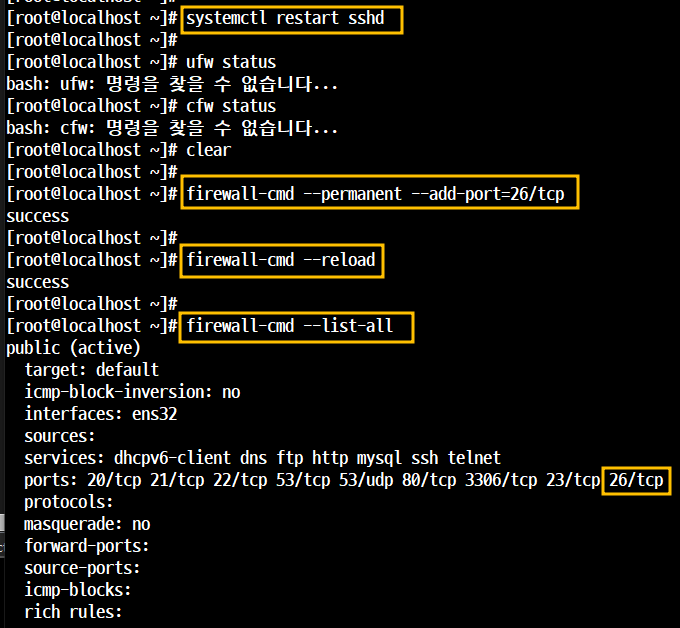 [root@localhost ~]# systemctl restart sshd
[root@localhost ~]#
[root@localhost ~]# ufw status
bash: ufw: 명령을 찾을 수 없습니다...
[root@localhost ~]# cfw status
bash: cfw: 명령을 찾을 수 없습니다...
[root@localhost ~]# clear
[root@localhost ~]#
[root@localhost ~]# firewall-cmd --permanent --add-port=26/tcp
success
[root@localhost ~]#
[root@localhost ~]# firewall-cmd --reload
success
[root@localhost ~]#
[root@localhost ~]# firewall-cmd --list-all
public (active)
  target: default
  icmp-block-inversion: no
  interfaces: ens32
  sources:
  services: dhcpv6-client dns ftp http mysql ssh telnet
  ports: 20/tcp 21/tcp 22/tcp 53/tcp 53/udp 80/tcp 3306/tcp 23/tcp 26/tcp
  protocols:
  masquerade: no
  forward-ports:
  source-ports:
  icmp-blocks:
  rich rules: